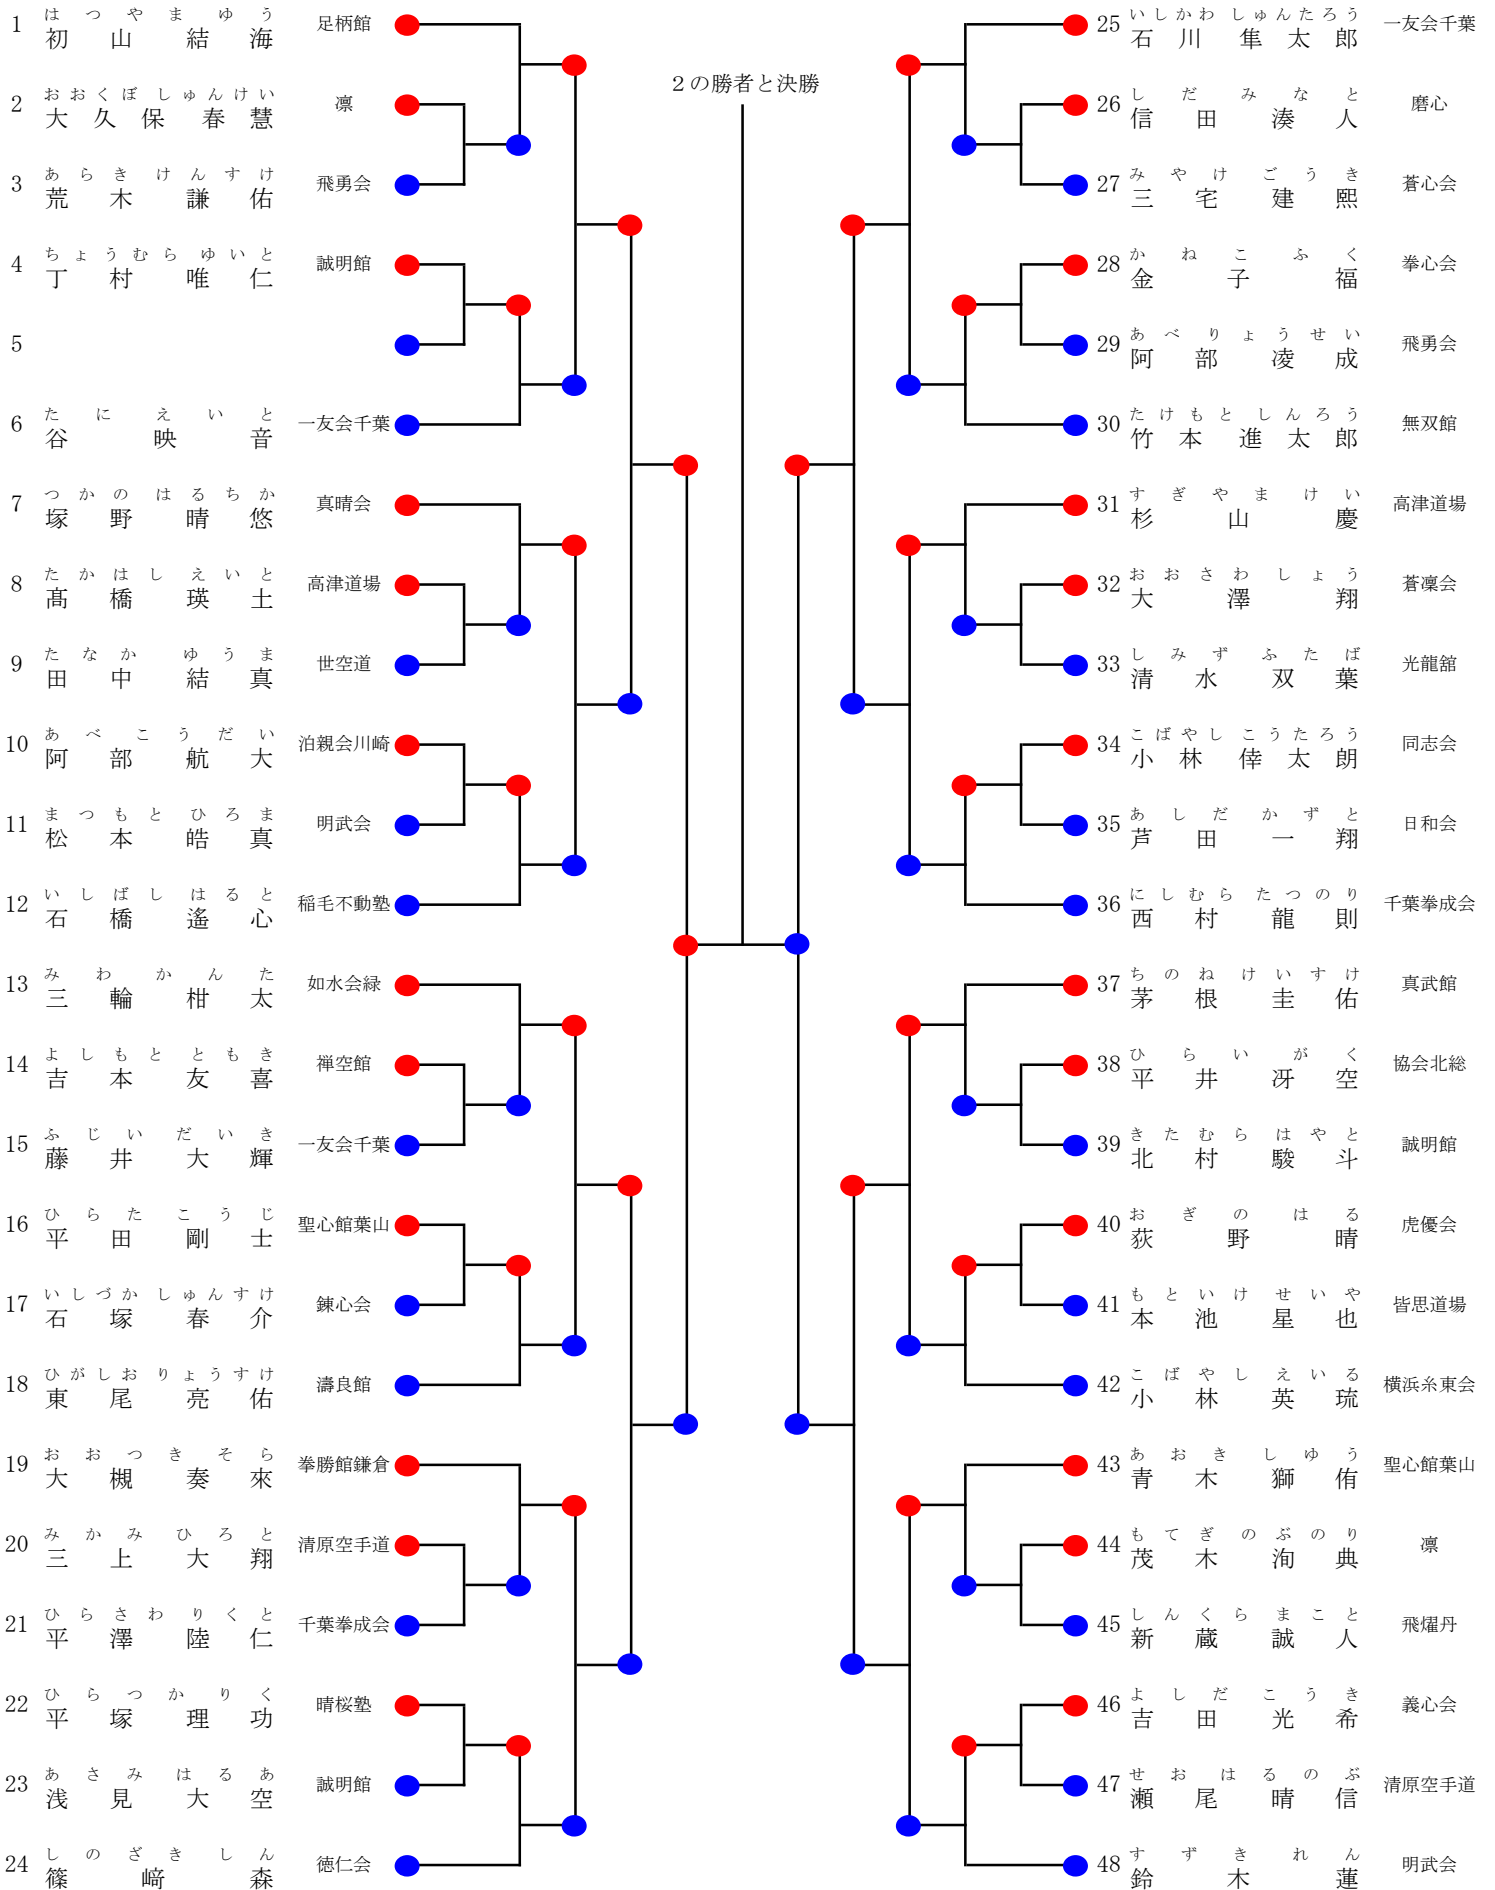 ２の勝者と決勝
1 はつやま ゆう 初山 結海 足柄館
2 おおくぼ しゅんけい 大久保 春慧 凛
3 あらき けんすけ 荒木 謙佑 飛勇会
4 ちょうむら ゆいと 丁村 唯仁 誠明館
5
6 たに えいと 谷 映音 一友会千葉
7 つかの はるちか 塚野 晴悠 真晴会
8 たかはし えいと 髙橋 瑛士 高津道場
9 たなか ゆうま 田中 結真 世空道
10 あべ こうだい 阿部 航大 泊親会川崎
11 まつもと ひろま 松本 皓真 明武会
12 いしばし はると 石橋 遙心 稲毛不動塾
13 みわ かんた 三輪 柑太 如水会緑
14 よしもと ともき 吉本 友喜 禅空館
15 ふじい だいき 藤井 大輝 一友会千葉
16 ひらた こうじ 平田 剛士 聖心館葉山
17 いしづか しゅんすけ 石塚 春介 錬心会
18 ひがしお りょうすけ 東尾 亮佑 濤良館
19 おおつき そら 大槻 奏來 拳勝館鎌倉
20 みかみ ひろと 三上 大翔 清原空手道
21 ひらさわ りくと 平澤 陸仁 千葉拳成会
22 ひらつか りく 平塚 理功 晴桜塾
23 あさみ はるあ 浅見 大空 誠明館
24 しのざき しん 篠﨑 森 徳仁会
25 いしかわ しゅんたろう 石川 隼太郎 一友会千葉
26 しだ みなと 信田 湊人 磨心
27 みやけ ごうき 三宅 建熙 蒼心会
28 かねこ ふく 金子 福 拳心会
29 あべ りょうせい 阿部 凌成 飛勇会
30 たけもと しんろう 竹本 進太郎 無双館
31 すぎやま けい 杉山 慶 高津道場
32 おおさわ しょう 大澤 翔 蒼凜会
33 しみず ふたば 清水 双葉 光龍舘
34 こばやし こうたろう 小林 倖太朗 同志会
35 あしだ かずと 芦田 一翔 日和会
36 にしむら たつのり 西村 龍則 千葉拳成会
37 ちのね けいすけ 茅根 圭佑 真武館
38 ひらい がく 平井 冴空 協会北総
39 きたむら はやと 北村 駿斗 誠明館
40 おぎの はる 荻野 晴 虎優会
41 もといけ せいや 本池 星也 皆思道場
42 こばやし えいる 小林 英琉 横浜糸東会
43 あおき しゆう 青木 獅侑 聖心館葉山
44 もてぎ のぶのり 茂木 洵典 凛
45 しんくら まこと 新蔵 誠人 飛燿丹
46 よしだ こうき 吉田 光希 義心会
47 せお はるのぶ 瀬尾 晴信 清原空手道
48 すずき れん 鈴木 蓮 明武会